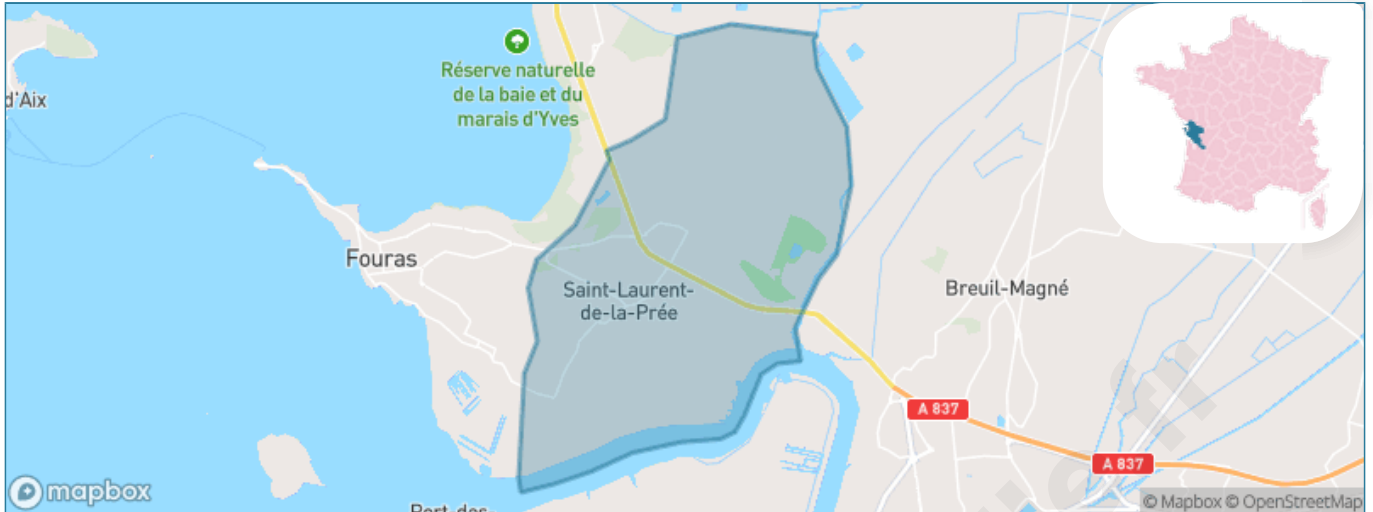 Réserve naturelle
de la baie et du
marais d'Yves
d'Aix
Fouras
Saint-Laurent-
de-la-Prée
Breuil-Magné
A 837
A 837
mapbox
© Mapbox © OpenStreetMap